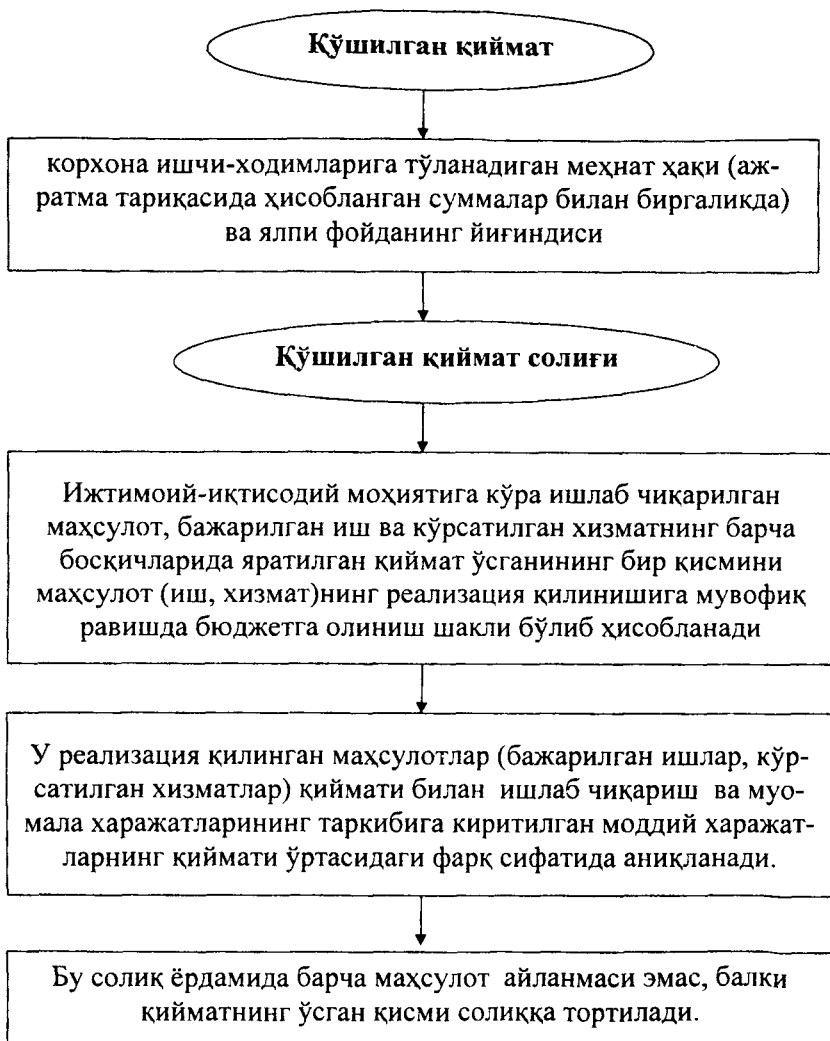 Қўшилган қиймат
корхона ишчи-ходимларига тўланадиган меҳнат ҳақи (аж-
ратма тариқасида ҳисобланган суммалар билан биргаликда)
ва ялпи фойданинг йиғиндиси
Қўшилган қиймат солиғи
Ижтимоий-иқтисодий моҳиятига кўра ишлаб чиқарилган
маҳсулот, бажарилган иш ва кўрсатилган хизматнинг барча
босқичларида яратилган қиймат ўсганининг бир қисмини
маҳсулот (иш, хизмат)нинг реализация қилинишига мувофиқ
равишда бюджетга олиниш шакли бўлиб ҳисобланади
У реализация қилинган маҳсулотлар (бажарилган ишлар, кўр-
сатилган хизматлар) қиймати билан ишлаб чиқариш ва муо-
мала харажатларининг таркибига киритилган моддий харажат-
ларнинг қиймати ўртасидаги фарқ сифатида аниқланади.
Бу солиқ ёрдамида барча маҳсулот айланмаси эмас, балки
қийматнинг ўсган қисми солиққа тортилади.